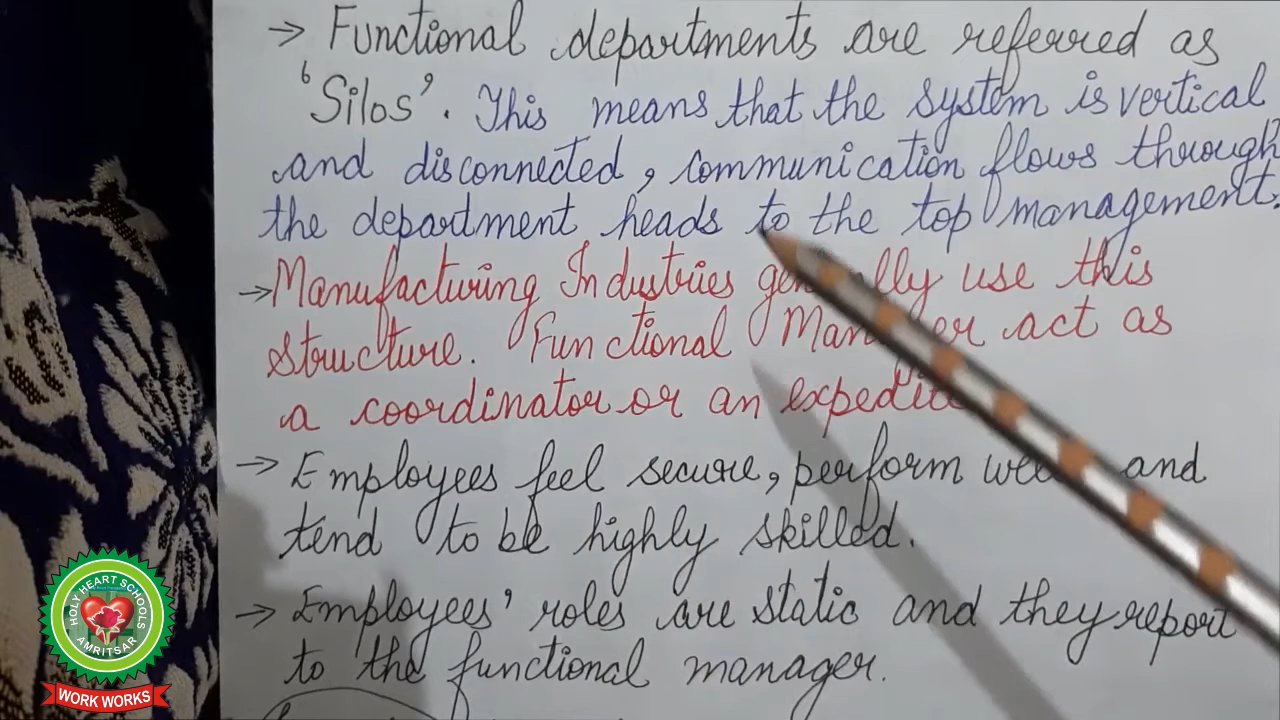 → Functional departments are referred as
'Silos'. This means that the system is vertical
and disconnected, communication flows through
the department heads to the top management.
→ Manufacturing Industries generally use this
structure. Functional Manager act as
a coordinator or an
→ Employees feel secure, perform well and
tend to be highly skilled.
→ Employees' roles are static and they report
to the functional manager.
HOLY HEART SCHOOLS
AMRITSAR
WORK WORKS